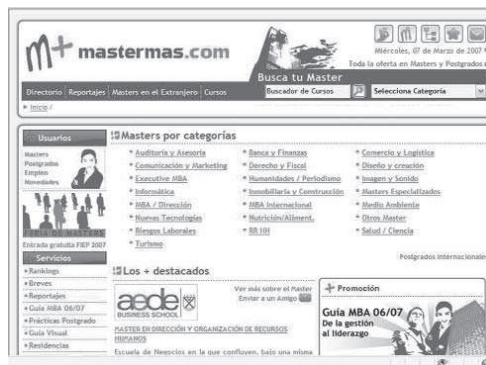 m+ mastermas.com
Miércoles, 07 de Marzo de 2007
Toda la oferta en Masters y Postgrados
Busca tu Master
Directorio Reportajes Masters en el Extranjero Cursos
Buscador de Cursos
Selecciona Categoría
Inicio /
Usuarios
Masters
Postgrados
Empleo
Novedades
FERIA DE MASTERS
Entrada gratuita FIEP 2007
Servicios
Rankings
Breves
Reportajes
Guía MBA 06/07
Prácticas Postgrado
Guía Visual
Residencias
Masters por categorías
Auditoría y Asesoría
Banca y Finanzas
Comercio y Logística
Comunicación y Marketing
Derecho y Fiscal
Diseño y creación
Executive MBA
Humanidades / Periodismo
Imagen y Sonido
Informática
Inmobiliaria y Construcción
Masters Especializados
MBA / Dirección
MBA Internacional
Medio Ambiente
Nuevas Tecnologías
Nutrición/Aliment.
Otros Master
Riesgos Laborales
RR HH
Salud / Ciencia
Turismo
Postgrados Internacionale
Los + destacados
aede
BUSINESS SCHOOL
Ver más sobre el Master
Enviar a un Amigo
MASTER EN DIRECCIÓN Y ORGANIZACIÓN DE RECURSOS
HUMANOS
Escuela de Negocios en la que confluyen, bajo una misma
Promoción
Guía MBA 06/07
De la gestión
al liderazgo